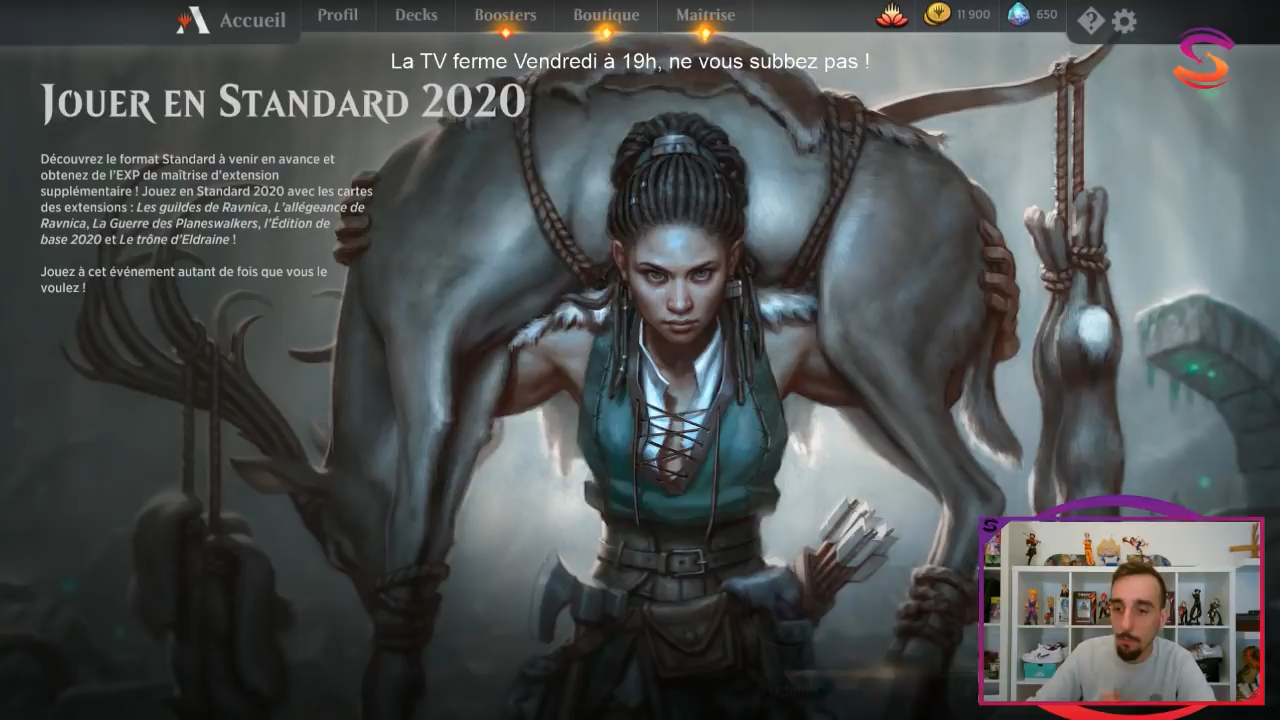 Accueil
Profil
Decks
Boosters
Boutique
Maîtrise
11 900
650
La TV ferme Vendredi à 19h, ne vous subbez pas !
Jouer en Standard 2020
Découvrez le format Standard à venir en avance et
obtenez de l'EXP de maîtrise d'extension
supplémentaire ! Jouez en Standard 2020 avec les cartes
des extensions : Les guildes de Ravnica, L'allégeance de
Ravnica, La Guerre des Planeswalkers, l'Édition de
base 2020 et Le trône d'Eldraine !
Jouez à cet événement autant de fois que vous le
voulez !